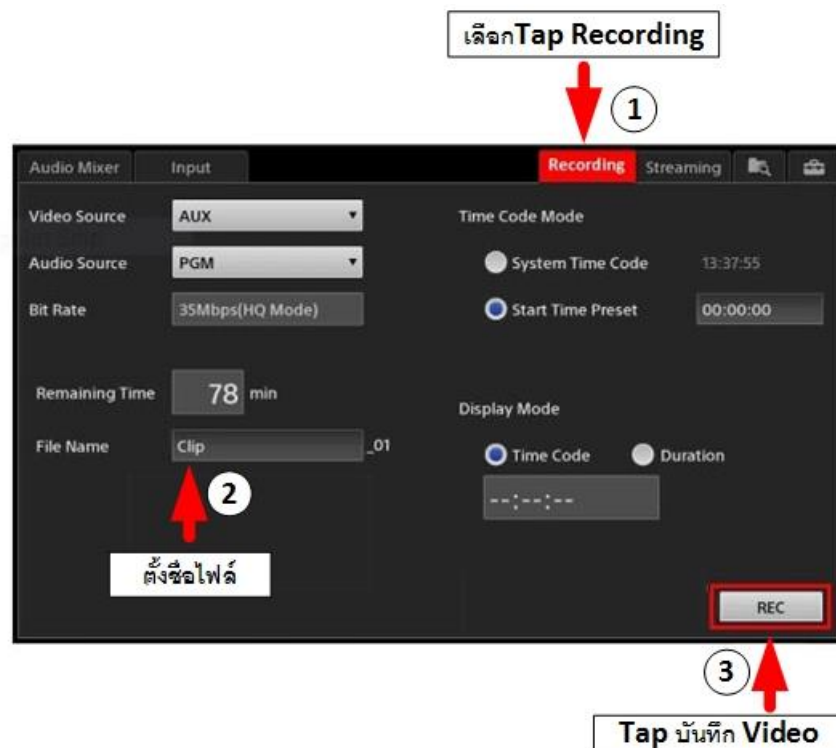 เลือกTap Recording
1
Audio Mixer Input Recording Streaming
Video Source AUX Time Code Mode
Audio Source PGM System Time Code 13:37:55
Bit Rate 35Mbps(HQ Mode) Start Time Preset 00:00:00
Remaining Time 78 min
Display Mode
File Name Clip _01 Time Code Duration
--:--:--
2
ตั้งชื่อไฟล์
REC
3
Tap บันทึก Video